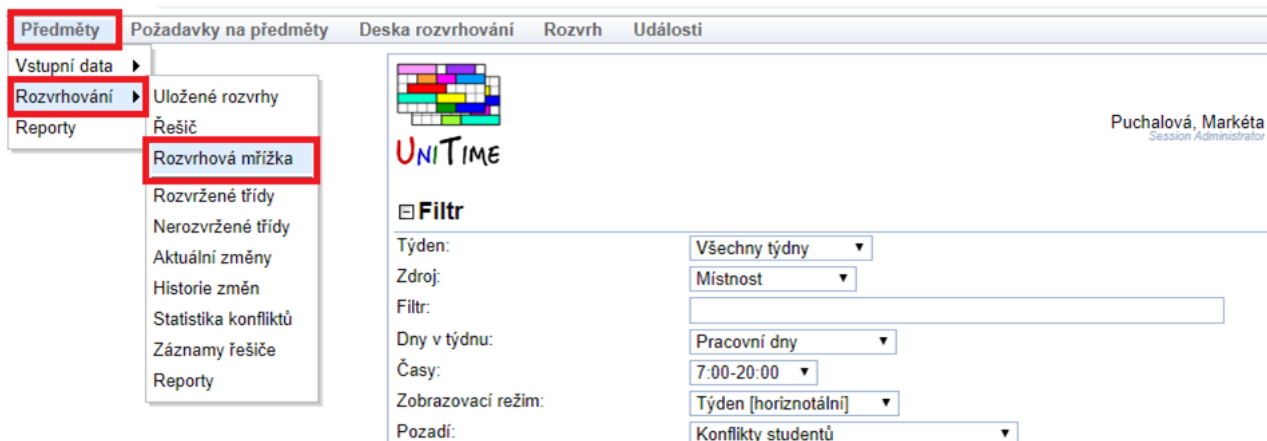 Předměty Požadavky na předměty Deska rozvrhování Rozvrh Události
Vstupní data
Rozvrhování
Reporty
Uložené rozvrhy
Řešič
Rozvrhová mřížka
Rozvržené třídy
Nerozvržené třídy
Aktuální změny
Historie změn
Statistika konfliktů
Záznamy řešiče
Reporty
UNITIME
Puchalová, Markéta
Session Administrator
Filtr
Týden: Všechny týdny
Zdroj: Místnost
Filtr:
Dny v týdnu: Pracovní dny
Časy: 7:00-20:00
Zobrazovací režim: Týden [horiznotální]
Pozadí: Konflikty studentů